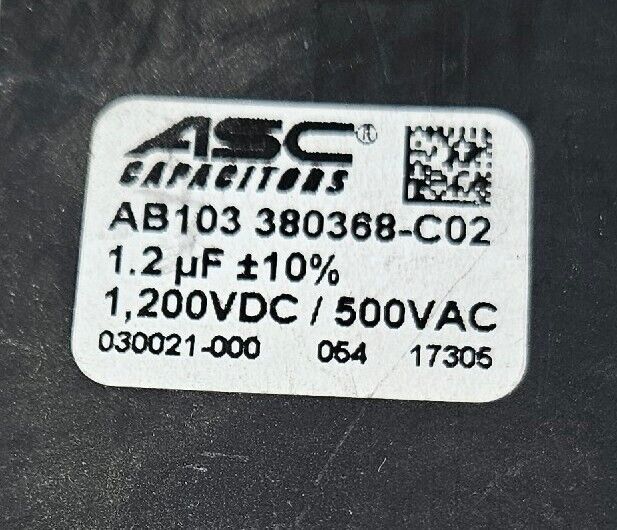 ASC®
CAPACITORS
AB103 380368-C02
1.2 µF ±10%
1,200VDC / 500VAC
030021-000 054 17305